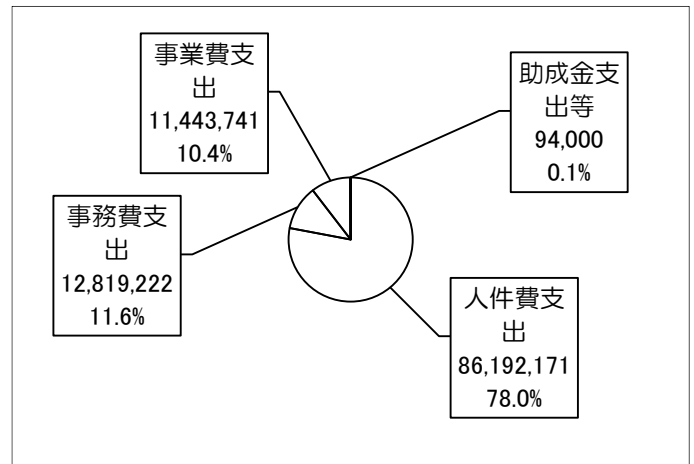 事業費支
出
11,443,741
10.4%
助成金支
出等
94,000
0.1%
事務費支
出
12,819,222
11.6%
人件費支
出
86,192,171
78.0%